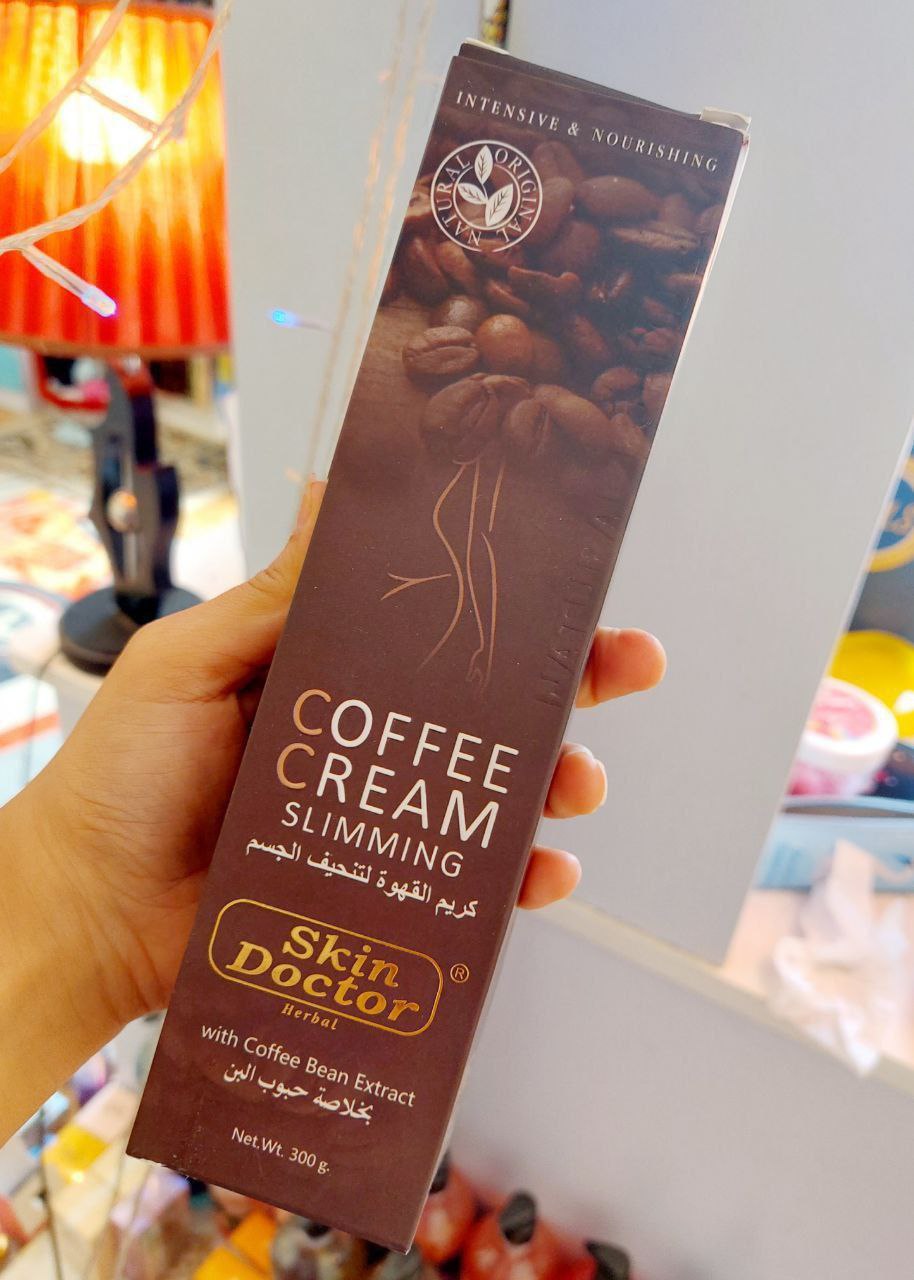 INTENSIVE & NOURISHING
NATURAL ORIGINAL
NATURAL
COFFEE
CREAM
SLIMMING
كريم القهوة لتنحيف الجسم
Skin
Doctor ®
Herbal
with Coffee Bean Extract
بخلاصة حبوب البن
Net.Wt. 300 g.